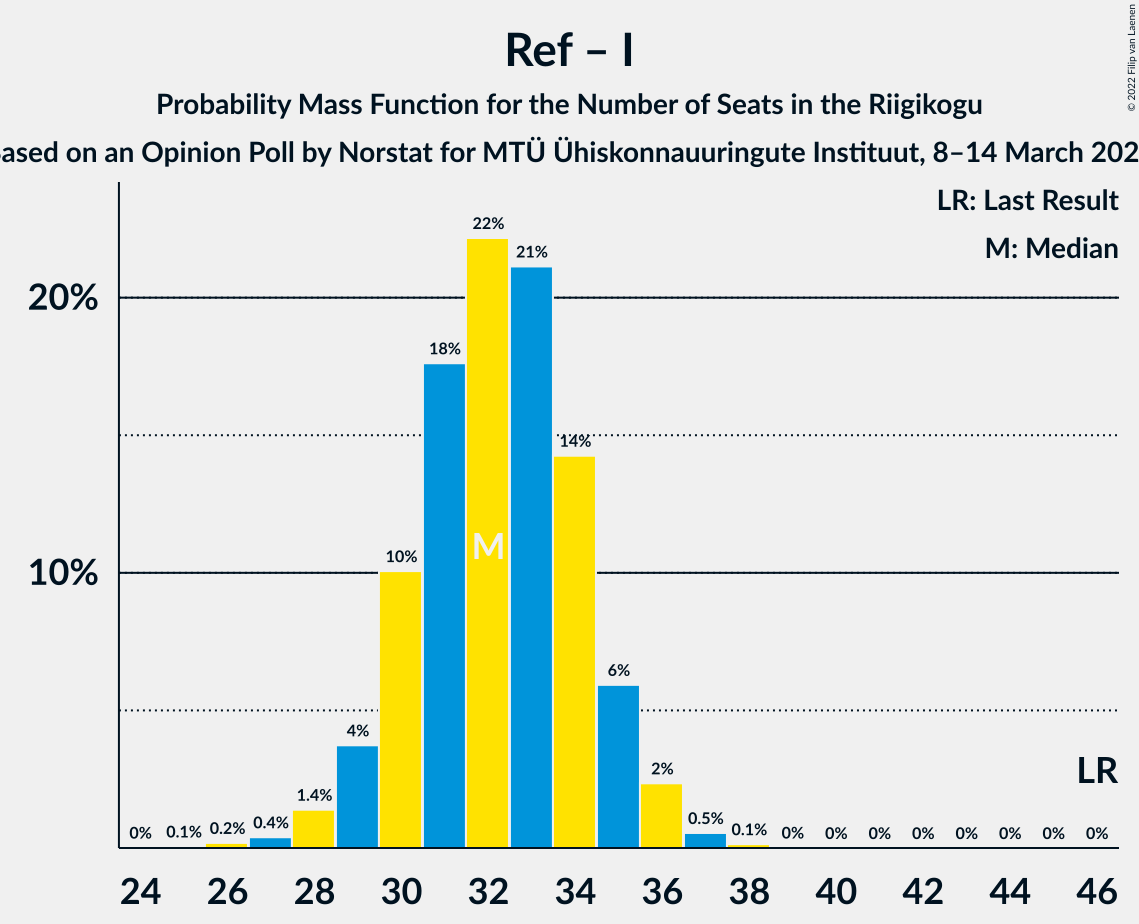 Ref – I
Probability Mass Function for the Number of Seats in the Riigikogu
ased on an Opinion Poll by Norstat for MTÜ Ühiskonnauuringute Instituut, 8–14 March 202
© 2022 Filip van Laenen
LR: Last Result
M: Median
22%
21%
20%
18%
14%
M
10%
10%
6%
4%
2%
LR
1.4%
0% 0.1% 0.2% 0.4% 0.5% 0.1% 0% 0% 0% 0% 0% 0% 0% 0%
24 26 28 30 32 34 36 38 40 42 44 46